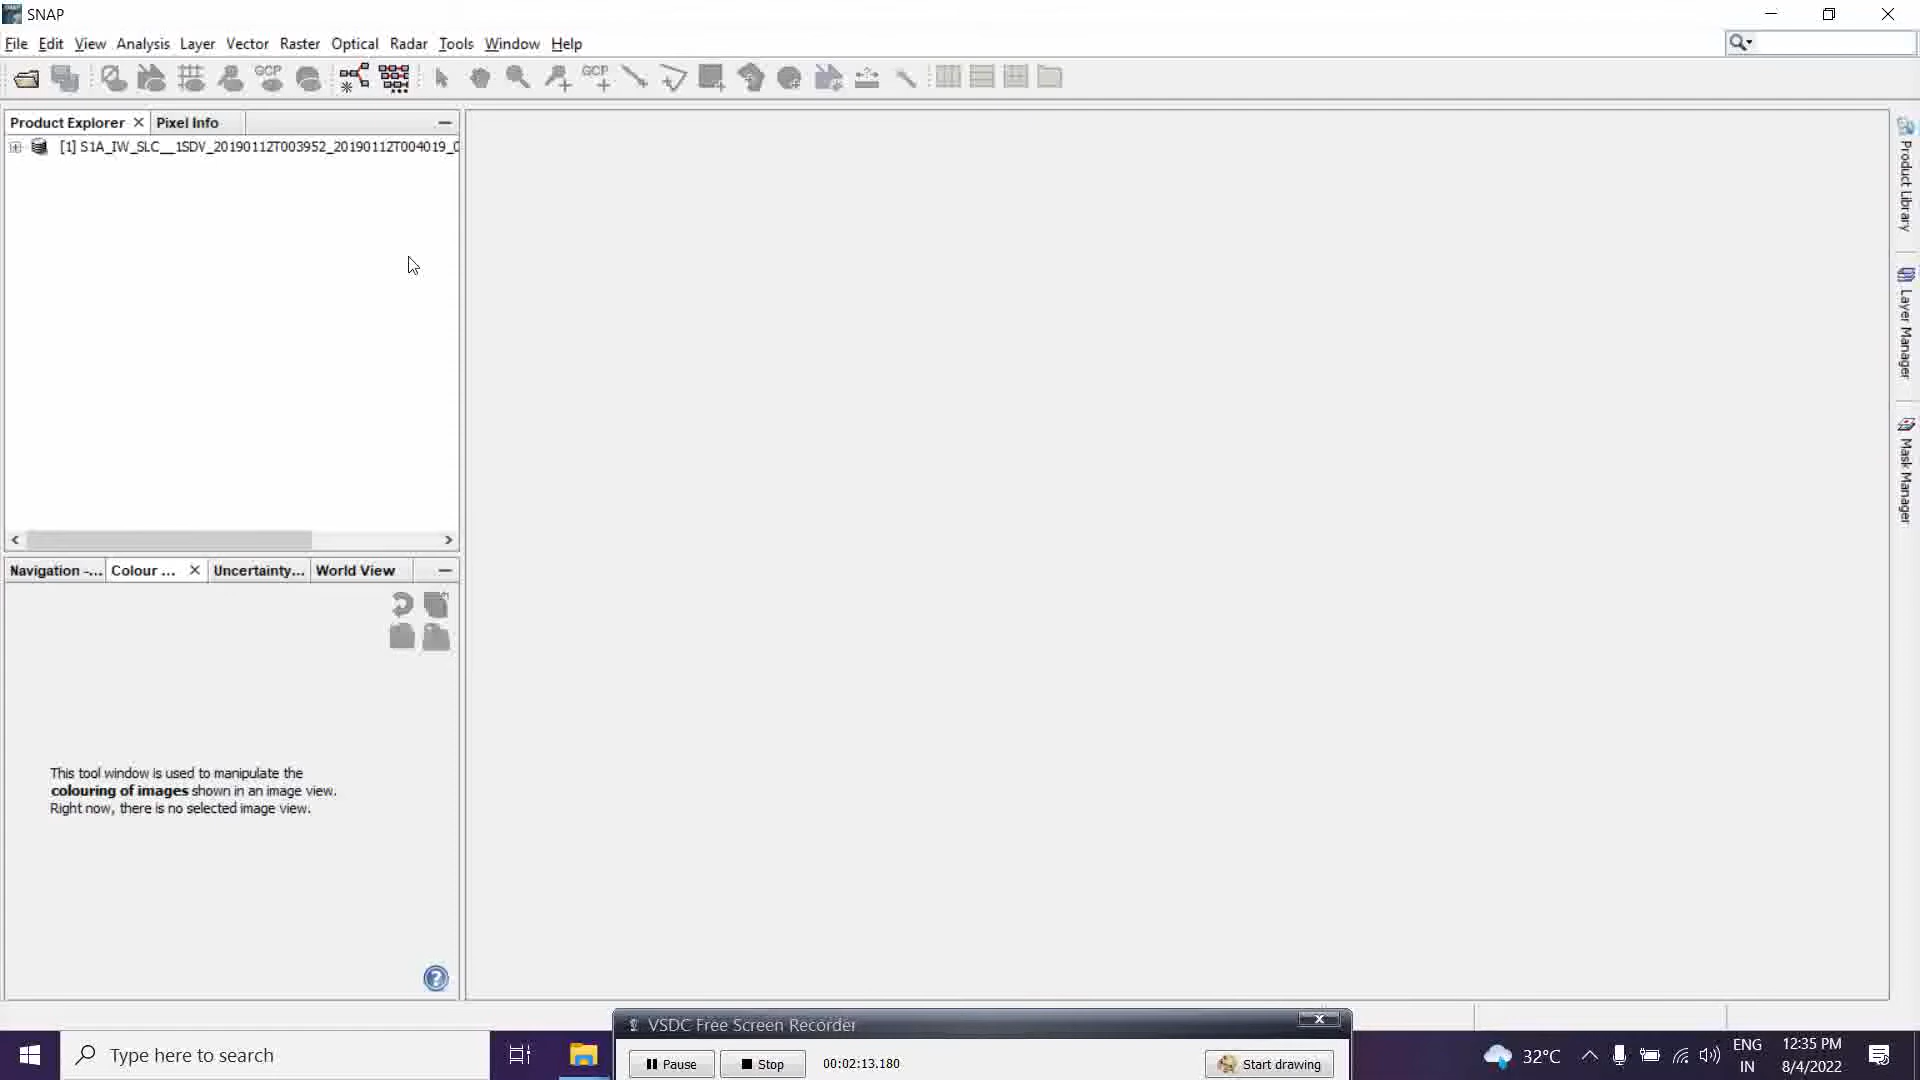 SNAP
File Edit View Analysis Layer Vector Raster Optical Radar Tools Window Help
GCP GCP
Product Explorer Pixel Info
[1] S1A_IW_SLC__1SDV_20190112T003952_20190112T004019_0
Product Library
Layer Manager
Mask Manager
Navigation -... Colour ... Uncertainty... World View
This tool window is used to manipulate the
colouring of images shown in an image view.
Right now, there is no selected image view.
VSDC Free Screen Recorder
Pause Stop 00:02:13.180 Start drawing
Type here to search
32°C
ENG
IN
12:35 PM
8/4/2022